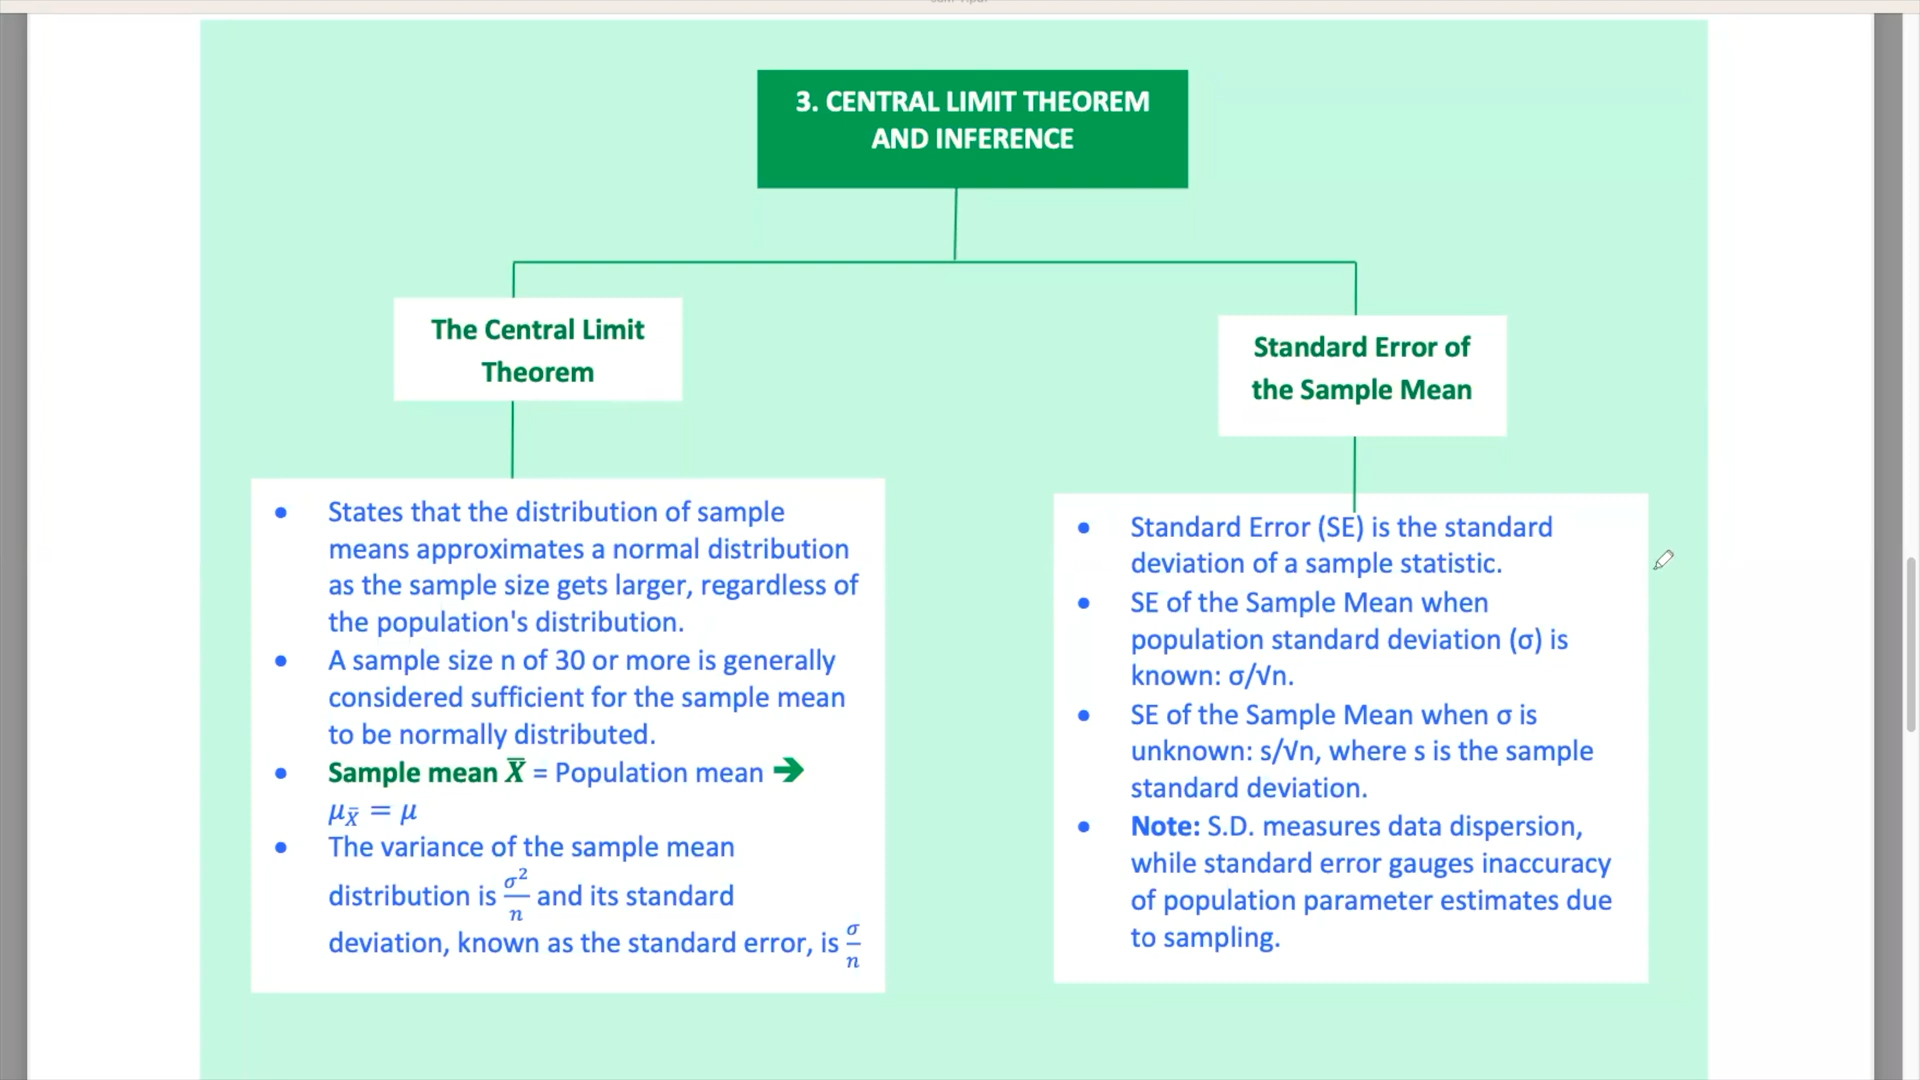 3. CENTRAL LIMIT THEOREM
AND INFERENCE
The Central Limit
Theorem
• States that the distribution of sample
means approximates a normal distribution
as the sample size gets larger, regardless of
the population's distribution.
• A sample size n of 30 or more is generally
considered sufficient for the sample mean
to be normally distributed.
• Sample mean X̅ = Population mean ➔
μ_X̅ = μ
• The variance of the sample mean
distribution is σ²/n and its standard
deviation, known as the standard error, is σ/n
Standard Error of
the Sample Mean
• Standard Error (SE) is the standard
deviation of a sample statistic.
• SE of the Sample Mean when
population standard deviation (σ) is
known: σ/√n.
• SE of the Sample Mean when σ is
unknown: s/√n, where s is the sample
standard deviation.
• Note: S.D. measures data dispersion,
while standard error gauges inaccuracy
of population parameter estimates due
to sampling.